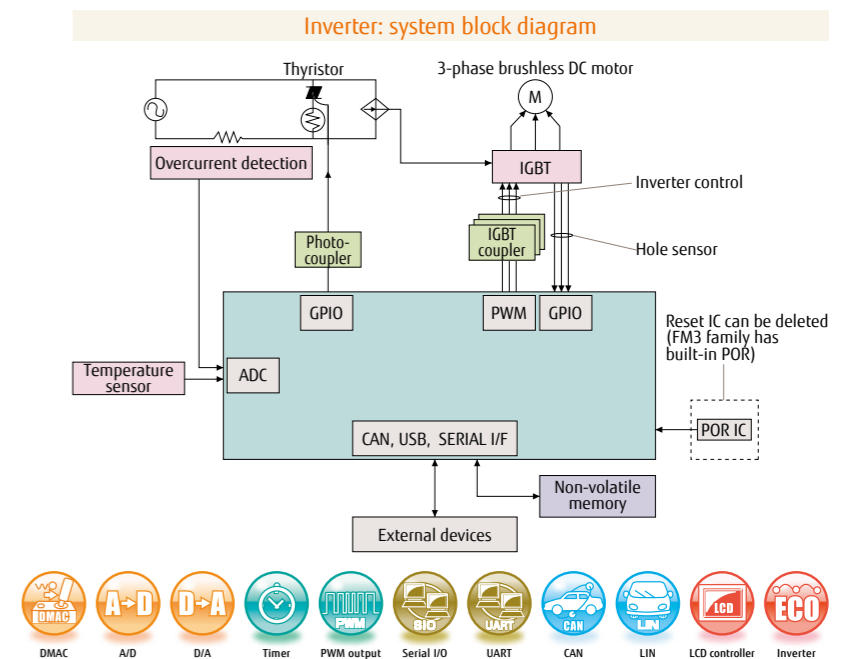 Inverter: system block diagram
Thyristor
3-phase brushless DC motor
M
Overcurrent detection
IGBT
Inverter control
Photo-
coupler
IGBT
coupler
Hole sensor
GPIO
PWM
GPIO
Reset IC can be deleted
(FM3 family has
built-in POR)
Temperature
sensor
ADC
POR IC
CAN, USB, SERIAL I/F
Non-volatile
memory
External devices
DMAC
A→D
D→A
PWM
SIO
UART
CAN
LIN
LCD
ECO
DMAC
A/D
D/A
Timer
PWM output
Serial I/O
UART
CAN
LIN
LCD controller
Inverter